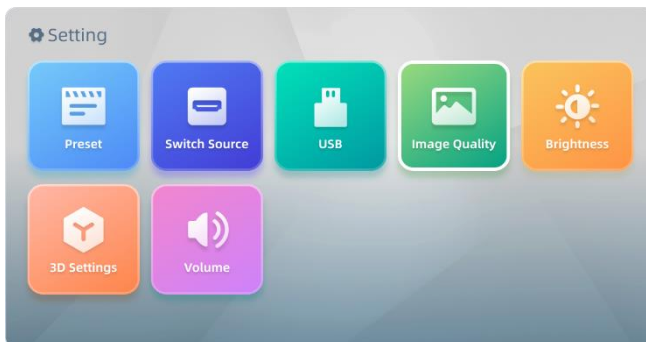 Setting
Preset
Switch Source
USB
Image Quality
Brightness
3D Settings
Volume